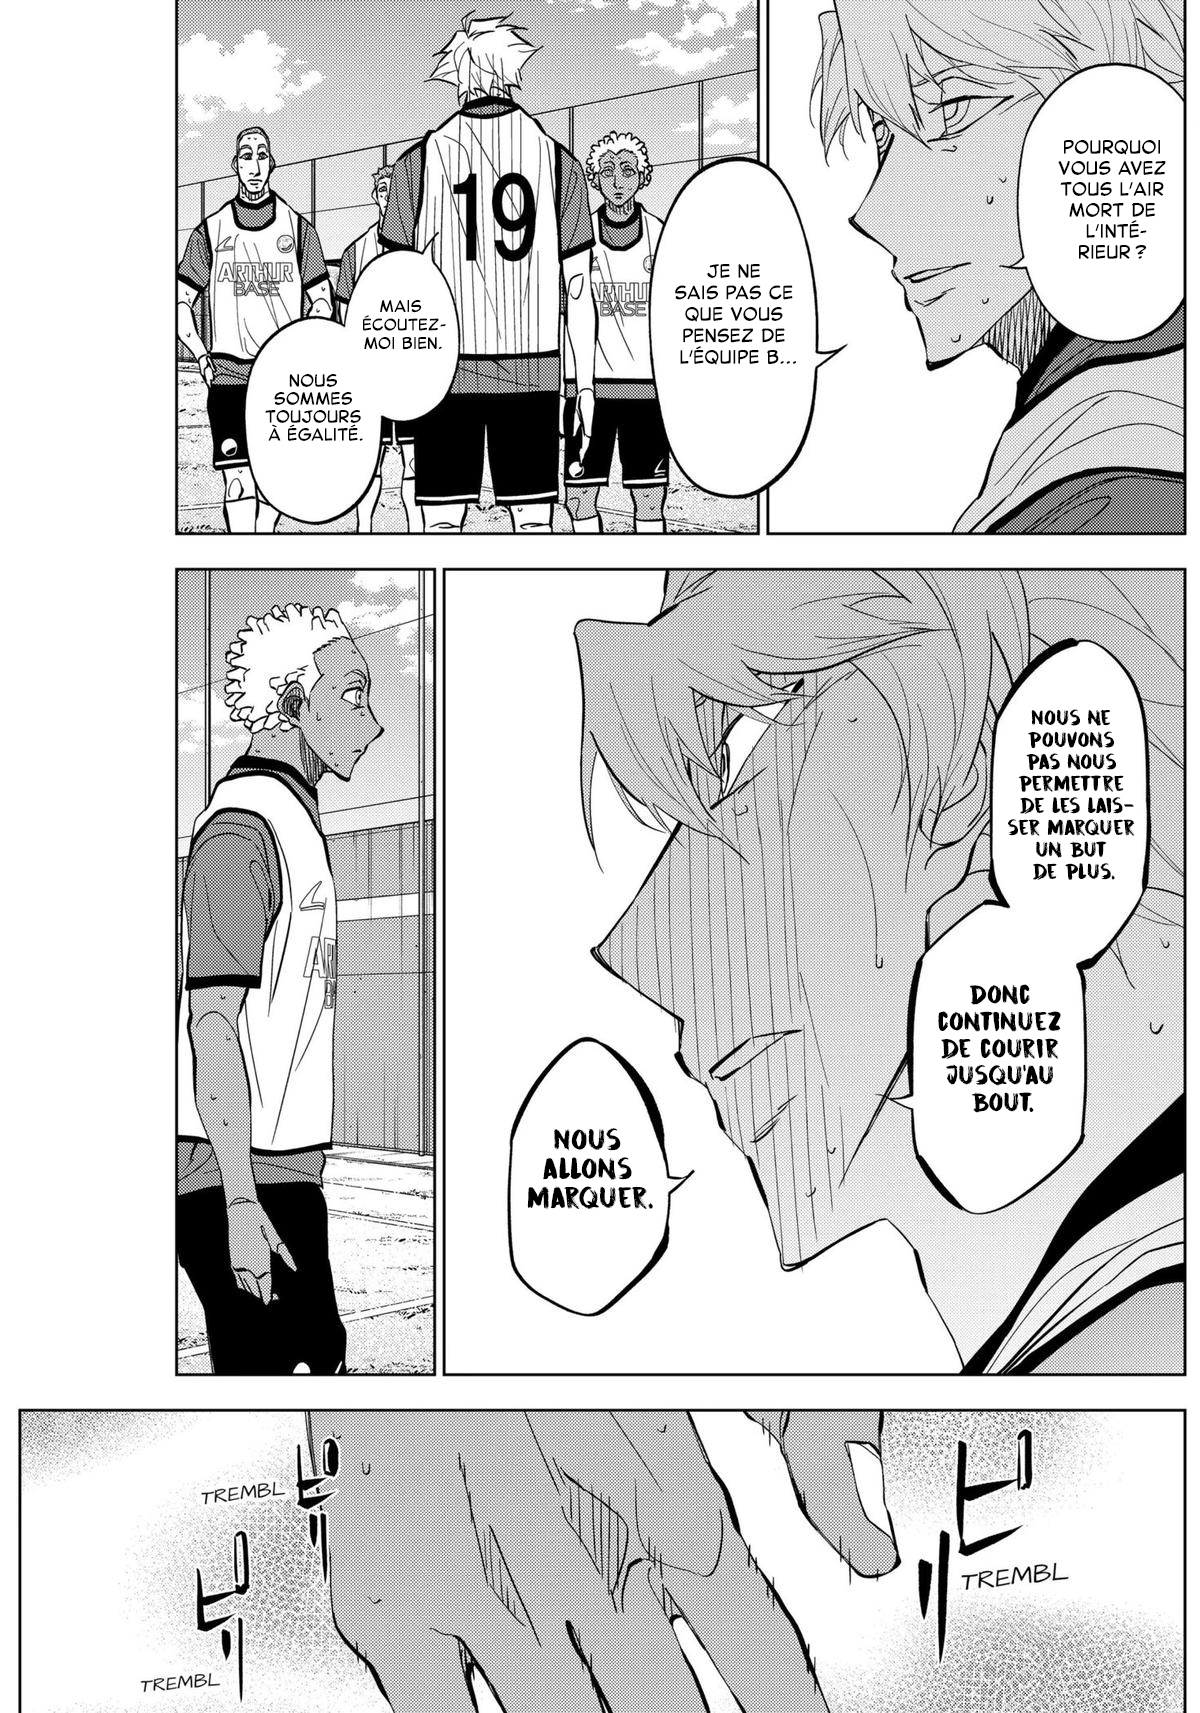 POURQUOI
VOUS AVEZ
TOUS L'AIR
MORT DE
L'INTÉ-
RIEUR ?
JE NE
SAIS PAS CE
QUE VOUS
PENSEZ DE
L'ÉQUIPE B...
19
MAIS
ÉCOUTEZ-
MOI BIEN.
NOUS
SOMMES
TOUJOURS
À ÉGALITÉ.
ARTHUR
BASE
ARTHUR
BASE
NOUS NE
POUVONS
PAS NOUS
PERMETTRE
DE LES LAIS-
SER MARQUER
UN BUT
DE PLUS.
DONC
CONTINUEZ
DE COURIR
JUSQU'AU
BOUT.
NOUS
ALLONS
MARQUER.
ビ
TREMBL
ビ
TREMBL
ビ
TREMBL